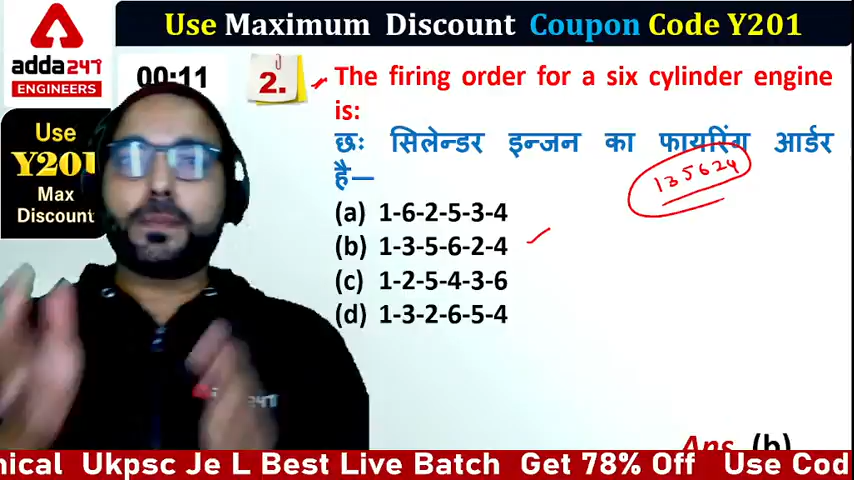 Use Maximum Discount Coupon Code Y201
adda247
ENGINEERS
Use
Y201
Max
Discount
00:11
2.
The firing order for a six cylinder engine
is:
छः सिलेन्डर इन्जन का फायरिंग आर्डर
है—
135624
(a) 1-6-2-5-3-4
(b) 1-3-5-6-2-4
(c) 1-2-5-4-3-6
(d) 1-3-2-6-5-4
Ans (b)
nical Ukpsc Je L Best Live Batch Get 78% Off Use Cod